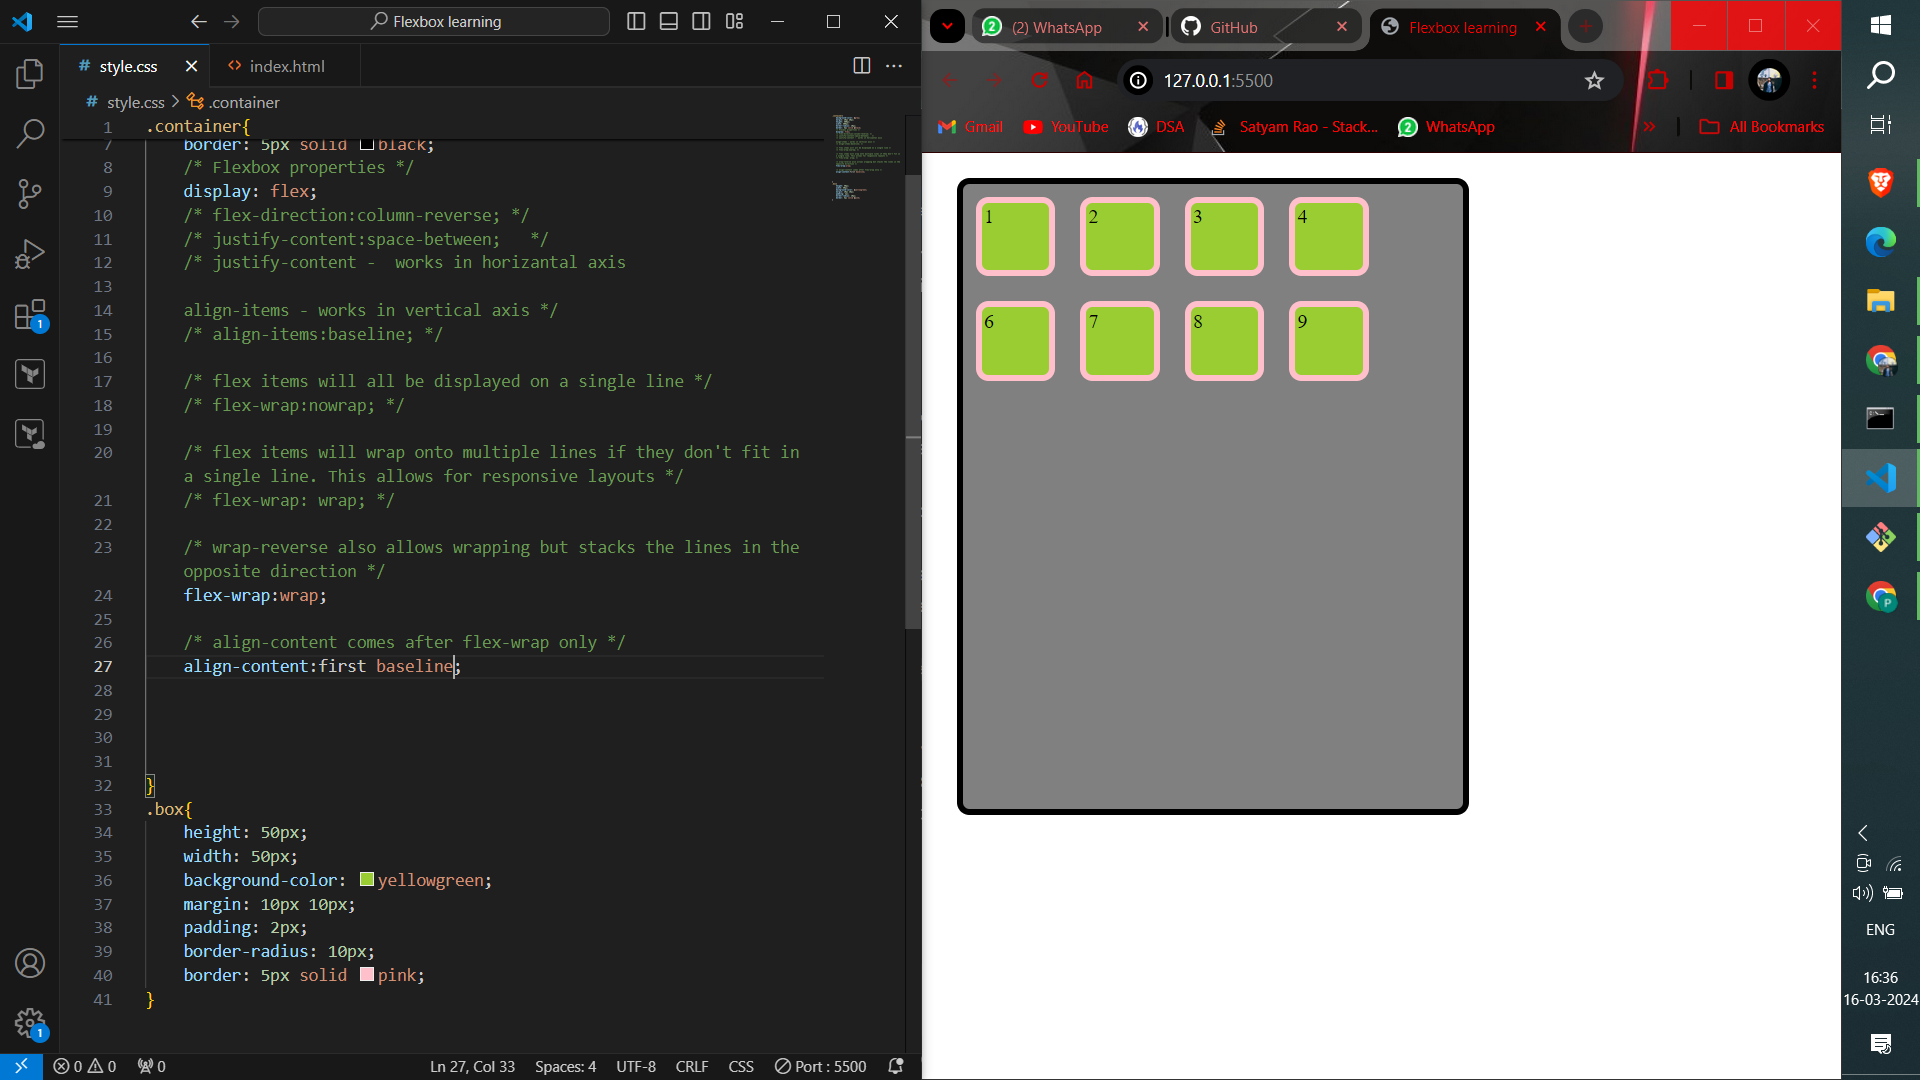 Flexbox learning
# style.css
<> index.html
# style.css > .container
1 .container{
7 border: 5px solid black;
8 /* Flexbox properties */
9 display: flex;
10 /* flex-direction:column-reverse; */
11 /* justify-content:space-between;   */
12 /* justify-content -  works in horizantal axis
13
14 align-items - works in vertical axis */
15 /* align-items:baseline; */
16
17 /* flex items will all be displayed on a single line */
18 /* flex-wrap:nowrap; */
19
20 /* flex items will wrap onto multiple lines if they don't fit in
a single line. This allows for responsive layouts */
21 /* flex-wrap: wrap; */
22
23 /* wrap-reverse also allows wrapping but stacks the lines in the
opposite direction */
24 flex-wrap:wrap;
25
26 /* align-content comes after flex-wrap only */
27 align-content:first baseline;
28
29
30
31
32 }
33 .box{
34 height: 50px;
35 width: 50px;
36 background-color: yellowgreen;
37 margin: 10px 10px;
38 padding: 2px;
39 border-radius: 10px;
40 border: 5px solid pink;
41 }
1
1
0 0 0
Ln 27, Col 33
Spaces: 4
UTF-8
CRLF
CSS
Port : 5500
2 (2) WhatsApp
GitHub
Flexbox learning
127.0.0.1:5500
Gmail
YouTube
DSA
Satyam Rao - Stack...
2 WhatsApp
»
All Bookmarks
1 2 3 4
6 7 8 9
P
ENG
16:36
16-03-2024